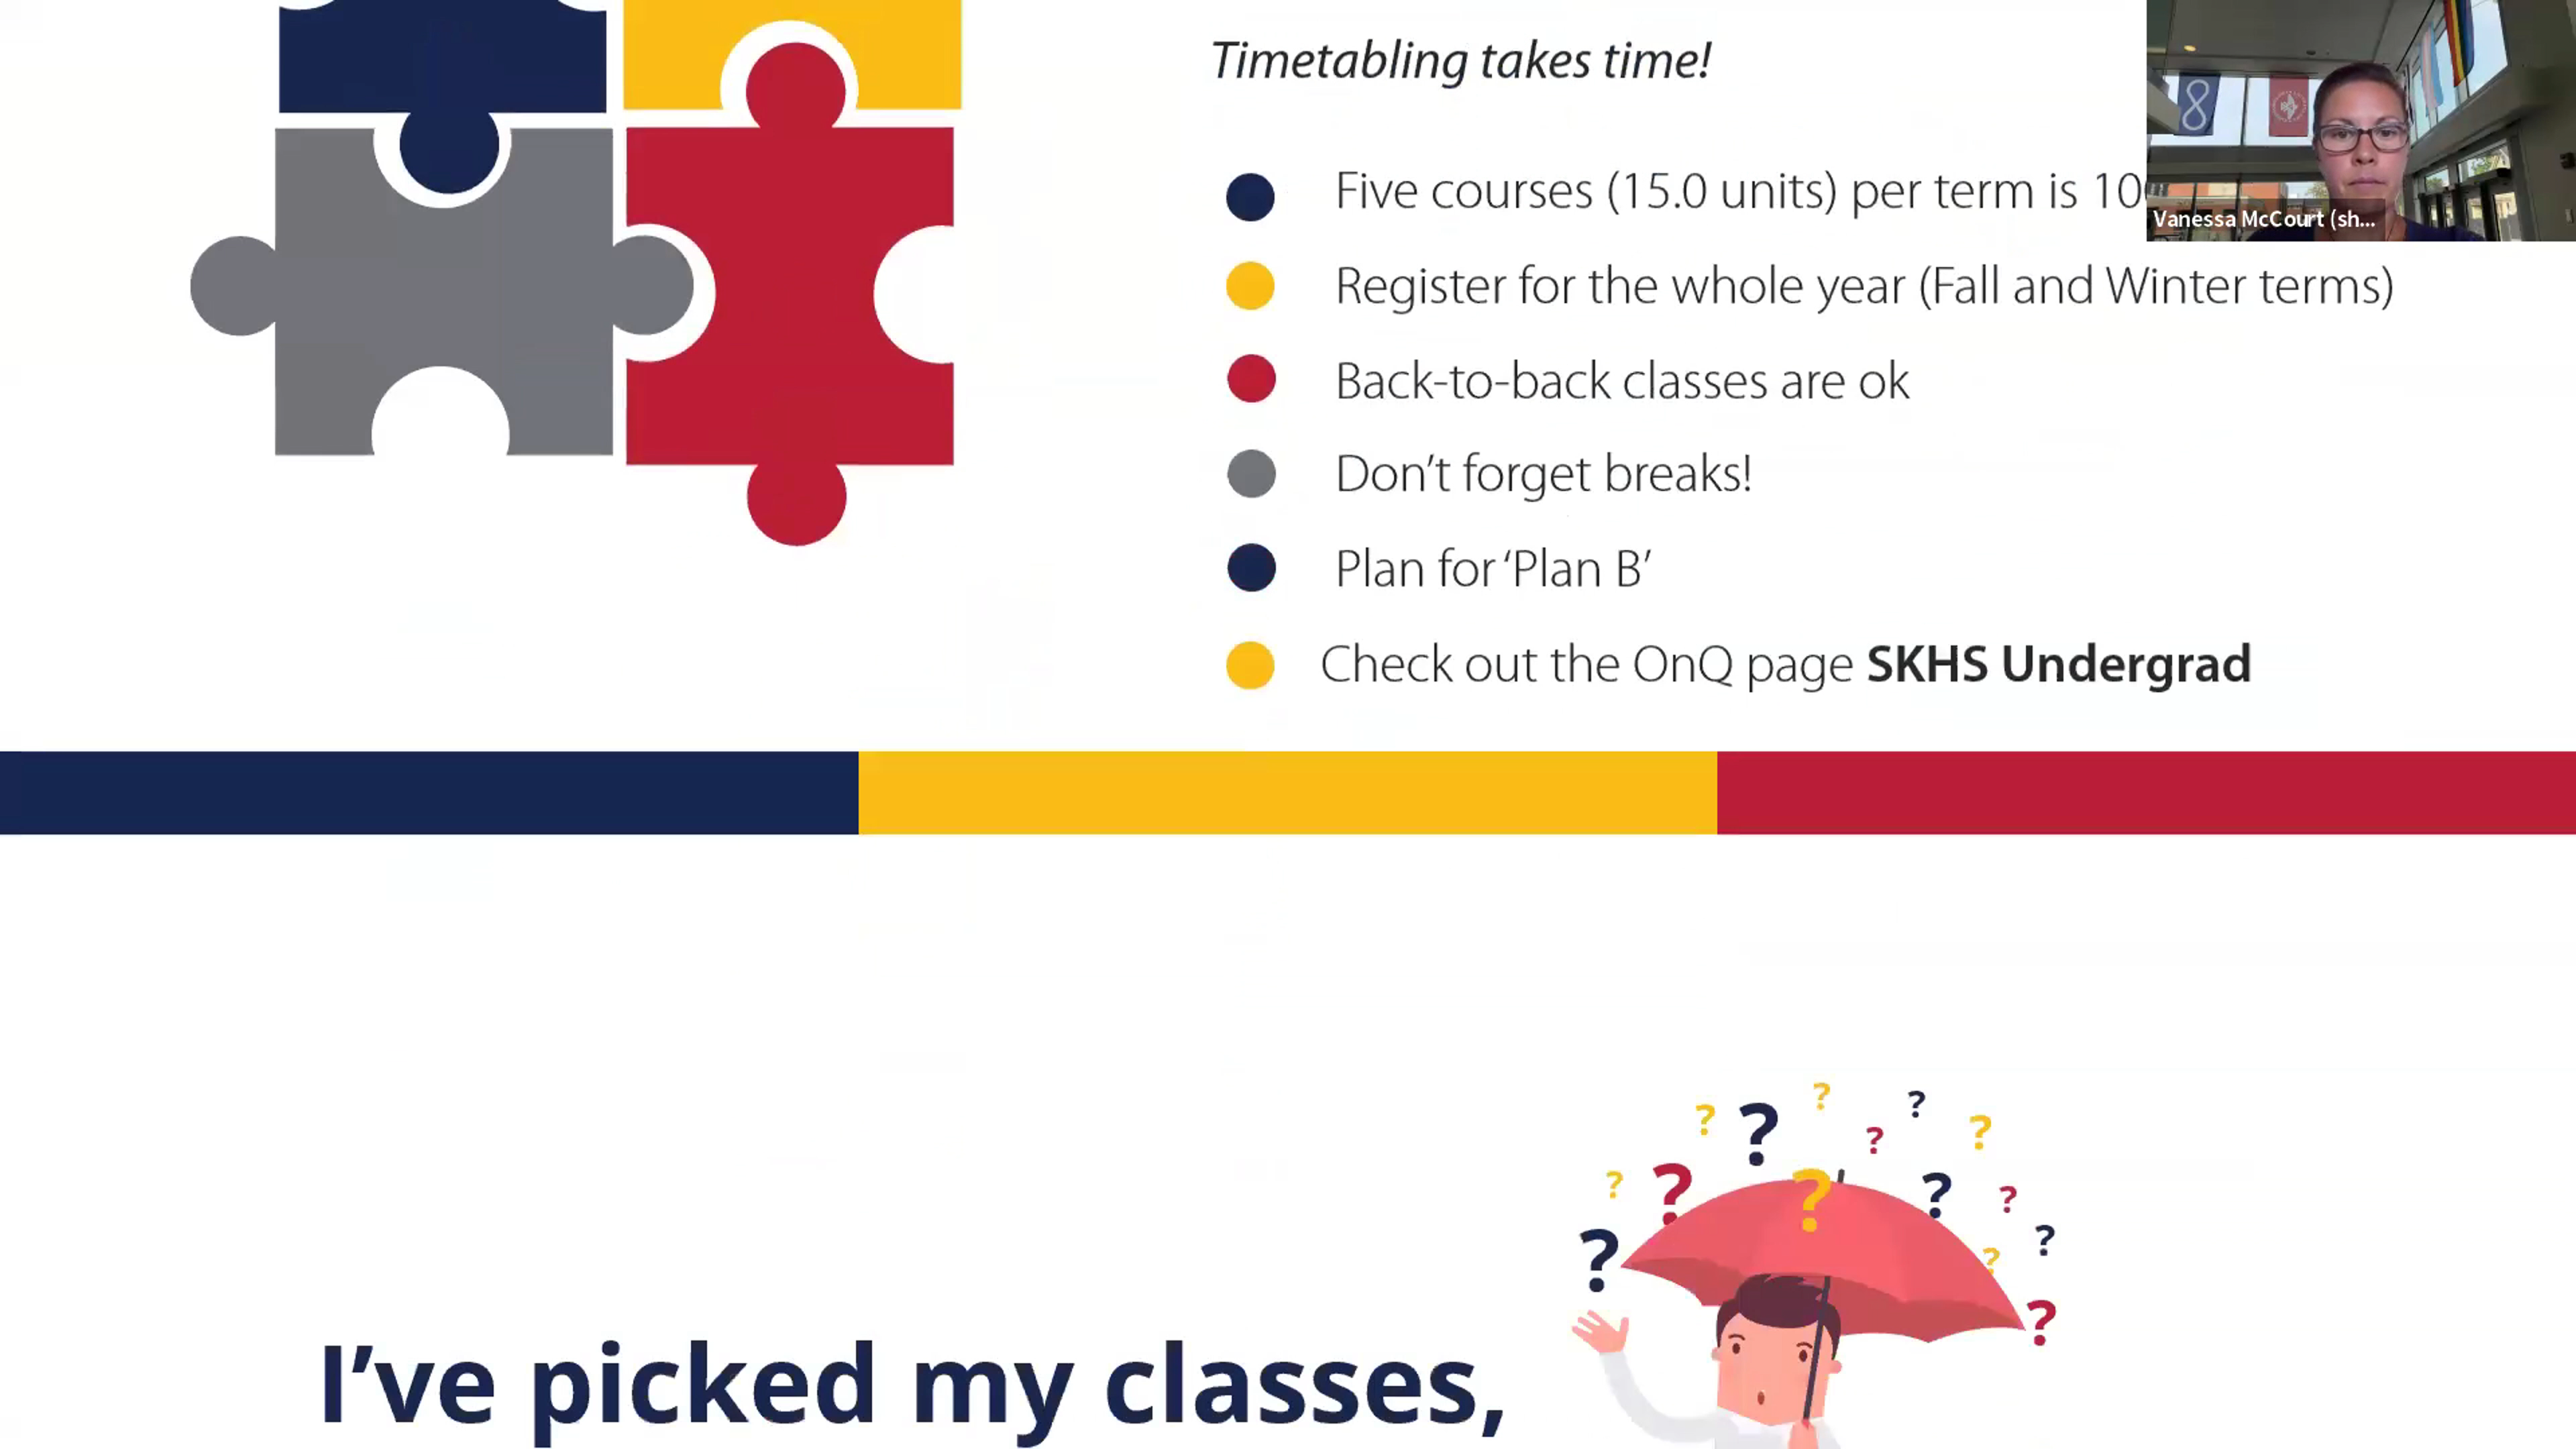 Timetabling takes time!
Five courses (15.0 units) per term is 10
Vanessa McCourt (sh...
Register for the whole year (Fall and Winter terms)
Back-to-back classes are ok
Don’t forget breaks!
Plan for ‘Plan B’
Check out the OnQ page SKHS Undergrad
? ? ? ? ? ?
? ? ? ? ? ? ? ? ? ?
I’ve picked my classes,